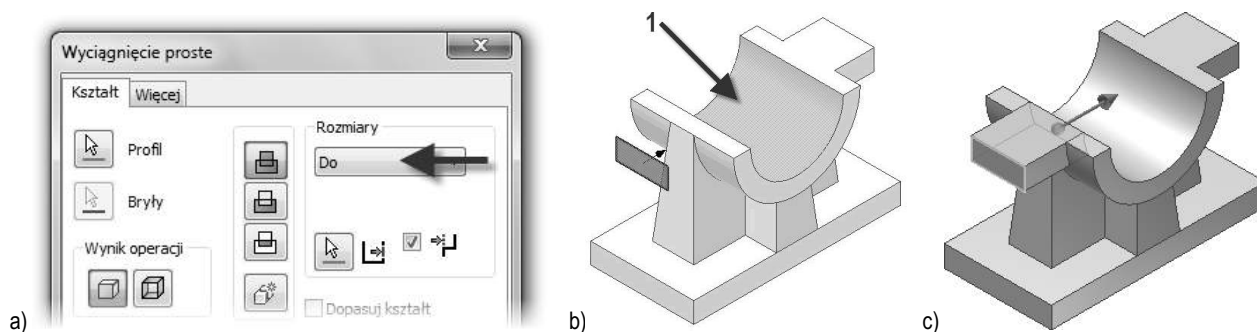 Wyciągnięcie proste
x
Kształt
Więcej
Profil
Bryły
Wynik operacji
Rozmiary
Do
Dopasuj kształt
a)
1
b)
c)